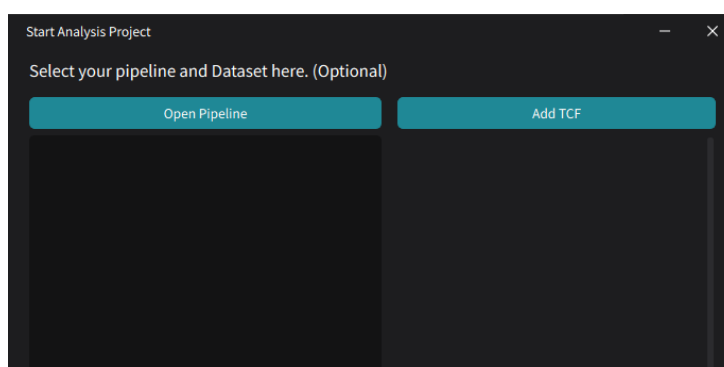 Start Analysis Project
Select your pipeline and Dataset here. (Optional)
Open Pipeline
Add TCF